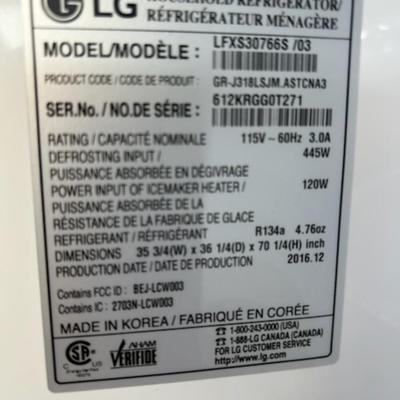 LG
HOUSEHOLD REFRIGERATOR/
RÉFRIGÉRATEUR MÉNAGÈRE
MODEL/MODÈLE : LFXS30766S /03
PRODUCT CODE / CODE DE PRODUIT : GR-J318LSJM.ASTCNA3
SER.No./ NO.DE SÉRIE : 612KRGG0T271
RATING / CAPACITÉ NOMINALE 115V~60Hz 3.0A
DEFROSTING INPUT / 445W
PUISSANCE ABSORBÉE EN DÉGIVRAGE
POWER INPUT OF ICEMAKER HEATER / 120W
PUISSANCE ABSORBÉE DE LA
RÉSISTANCE DE LA FABRIQUE DE GLACE
REFRIGERANT / RÉFRIGÉRANT R134a 4.76oz
DIMENSIONS 35 3/4(W) x 36 1/4(D) x 70 1/4(H) inch
PRODUCTION DATE / DATE DE PRODUCTION 2016.12
Contains FCC ID : BEJ-LCW003
Contains IC : 2703N-LCW003
MADE IN KOREA / FABRIQUÉ EN CORÉE
SA
C US
Energy Verified
AHAM
VERIFIDE
☎ 1-800-243-0000 (USA)
☎ 1-888-LG CANADA (CANADA)
FOR LG CUSTOMER SERVICE
http://www.lg.com